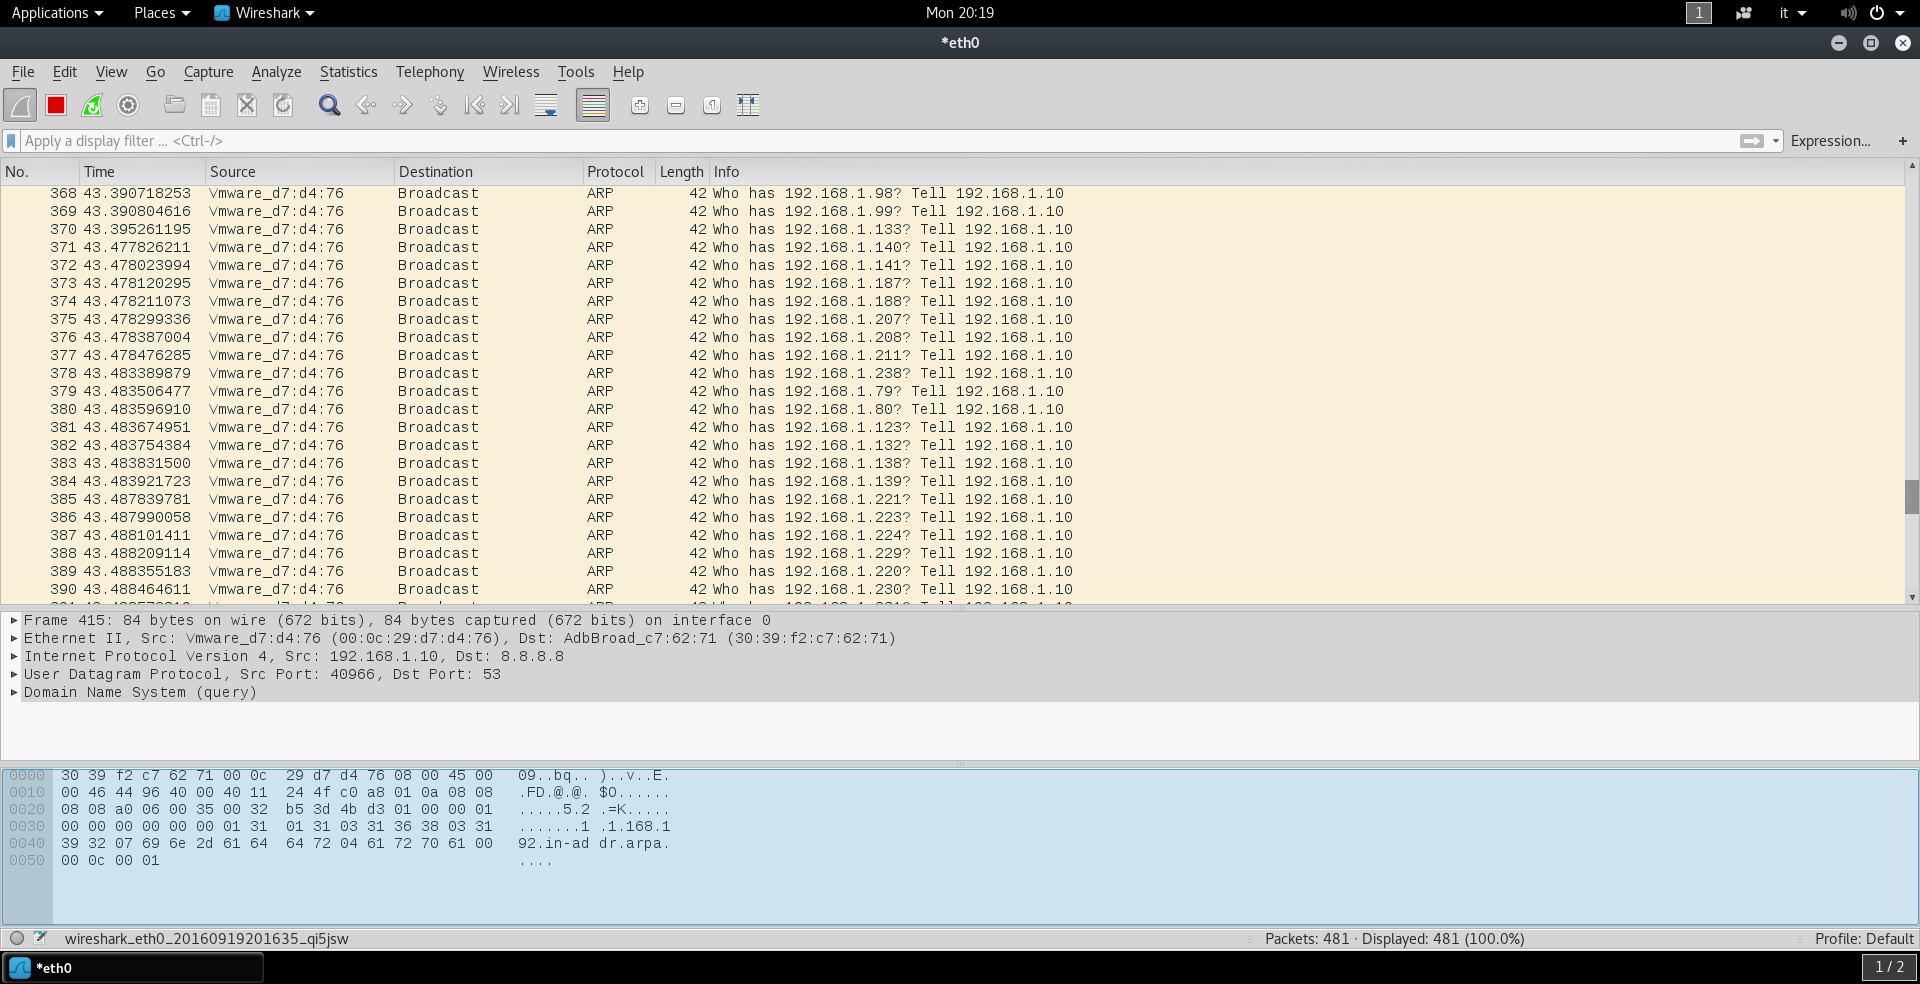 Applications Places Wireshark Mon 20:19 1 it
*eth0
File Edit View Go Capture Analyze Statistics Telephony Wireless Tools Help
Apply a display filter ... <Ctrl-/> Expression... +
No. Time Source Destination Protocol Length Info
368 43.390718253 Vmware_d7:d4:76 Broadcast ARP 42 Who has 192.168.1.98? Tell 192.168.1.10
369 43.390804616 Vmware_d7:d4:76 Broadcast ARP 42 Who has 192.168.1.99? Tell 192.168.1.10
370 43.395261195 Vmware_d7:d4:76 Broadcast ARP 42 Who has 192.168.1.133? Tell 192.168.1.10
371 43.477826211 Vmware_d7:d4:76 Broadcast ARP 42 Who has 192.168.1.140? Tell 192.168.1.10
372 43.478023994 Vmware_d7:d4:76 Broadcast ARP 42 Who has 192.168.1.141? Tell 192.168.1.10
373 43.478120295 Vmware_d7:d4:76 Broadcast ARP 42 Who has 192.168.1.187? Tell 192.168.1.10
374 43.478211073 Vmware_d7:d4:76 Broadcast ARP 42 Who has 192.168.1.188? Tell 192.168.1.10
375 43.478299336 Vmware_d7:d4:76 Broadcast ARP 42 Who has 192.168.1.207? Tell 192.168.1.10
376 43.478387004 Vmware_d7:d4:76 Broadcast ARP 42 Who has 192.168.1.208? Tell 192.168.1.10
377 43.478476285 Vmware_d7:d4:76 Broadcast ARP 42 Who has 192.168.1.211? Tell 192.168.1.10
378 43.483389879 Vmware_d7:d4:76 Broadcast ARP 42 Who has 192.168.1.238? Tell 192.168.1.10
379 43.483506477 Vmware_d7:d4:76 Broadcast ARP 42 Who has 192.168.1.79? Tell 192.168.1.10
380 43.483596910 Vmware_d7:d4:76 Broadcast ARP 42 Who has 192.168.1.80? Tell 192.168.1.10
381 43.483674951 Vmware_d7:d4:76 Broadcast ARP 42 Who has 192.168.1.123? Tell 192.168.1.10
382 43.483754384 Vmware_d7:d4:76 Broadcast ARP 42 Who has 192.168.1.132? Tell 192.168.1.10
383 43.483831500 Vmware_d7:d4:76 Broadcast ARP 42 Who has 192.168.1.138? Tell 192.168.1.10
384 43.483921723 Vmware_d7:d4:76 Broadcast ARP 42 Who has 192.168.1.139? Tell 192.168.1.10
385 43.487839781 Vmware_d7:d4:76 Broadcast ARP 42 Who has 192.168.1.221? Tell 192.168.1.10
386 43.487990058 Vmware_d7:d4:76 Broadcast ARP 42 Who has 192.168.1.223? Tell 192.168.1.10
387 43.488101411 Vmware_d7:d4:76 Broadcast ARP 42 Who has 192.168.1.224? Tell 192.168.1.10
388 43.488209114 Vmware_d7:d4:76 Broadcast ARP 42 Who has 192.168.1.229? Tell 192.168.1.10
389 43.488355183 Vmware_d7:d4:76 Broadcast ARP 42 Who has 192.168.1.220? Tell 192.168.1.10
390 43.488464611 Vmware_d7:d4:76 Broadcast ARP 42 Who has 192.168.1.230? Tell 192.168.1.10
Frame 415: 84 bytes on wire (672 bits), 84 bytes captured (672 bits) on interface 0
Ethernet II, Src: Vmware_d7:d4:76 (00:0c:29:d7:d4:76), Dst: AdbBroad_c7:62:71 (30:39:f2:c7:62:71)
Internet Protocol Version 4, Src: 192.168.1.10, Dst: 8.8.8.8
User Datagram Protocol, Src Port: 40966, Dst Port: 53
Domain Name System (query)
0000 30 39 f2 c7 62 71 00 0c 29 d7 d4 76 08 00 45 00 09..bq.. )..v..E.
0010 00 46 44 96 40 00 40 11 24 4f c0 a8 01 0a 08 08 .FD.@.@. $O......
0020 08 08 a0 06 00 35 00 32 b5 3d 4b d3 01 00 00 01 .....5.2 .=K.....
0030 00 00 00 00 00 00 01 31 01 31 03 31 36 38 03 31 .......1 .1.168.1
0040 39 32 07 69 6e 2d 61 64 64 72 04 61 72 70 61 00 92.in-ad dr.arpa.
0050 00 0c 00 01 ....
wireshark_eth0_20160919201635_qi5jsw Packets: 481 · Displayed: 481 (100.0%) Profile: Default
*eth0 1 / 2